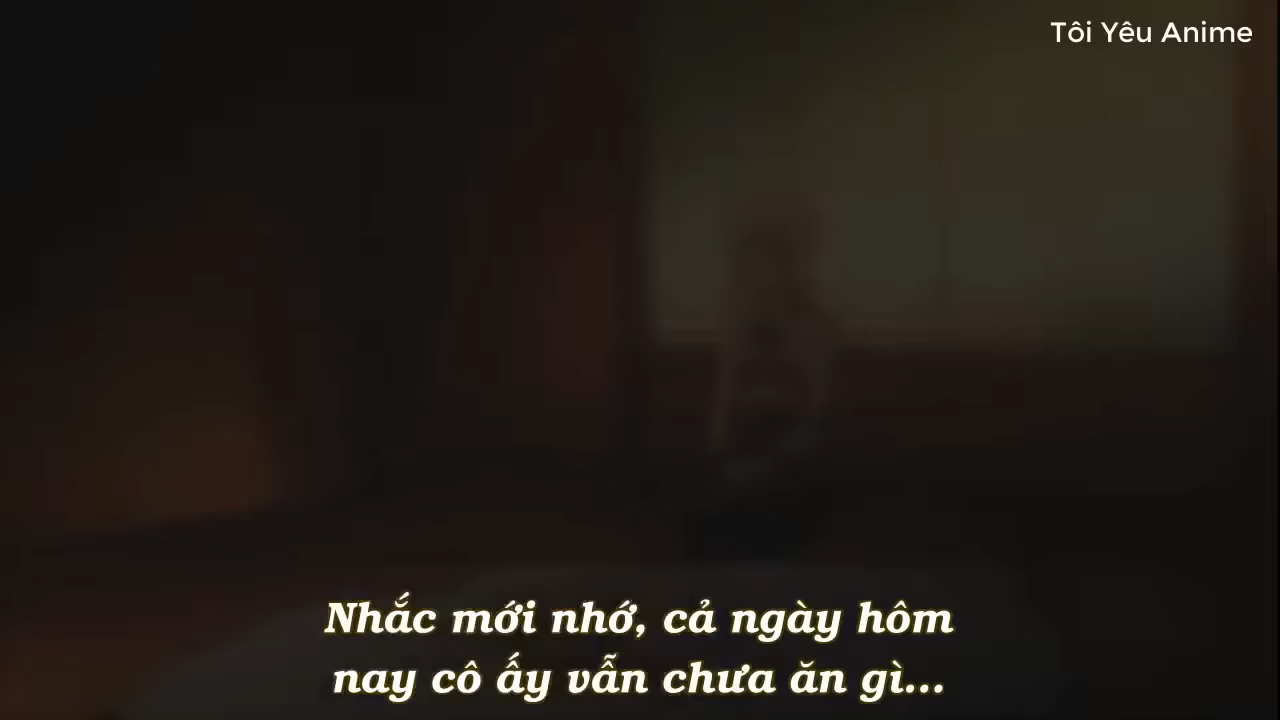 Tôi Yêu Anime
Nhắc mới nhớ, cả ngày hôm
nay cô ấy vẫn chưa ăn gì...